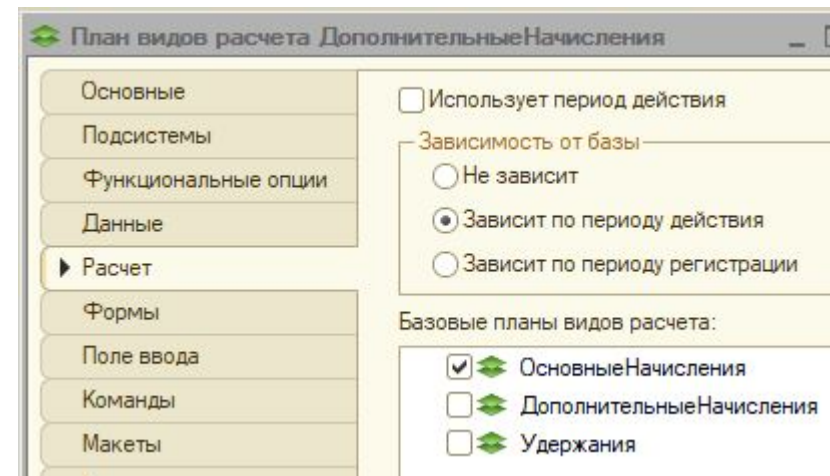 План видов расчета ДополнительныеНачисления
Основные
Подсистемы
Функциональные опции
Данные
Расчет
Формы
Поле ввода
Команды
Макеты
Использует период действия
Зависимость от базы
Не зависит
Зависит по периоду действия
Зависит по периоду регистрации
Базовые планы видов расчета:
ОсновныеНачисления
ДополнительныеНачисления
Удержания